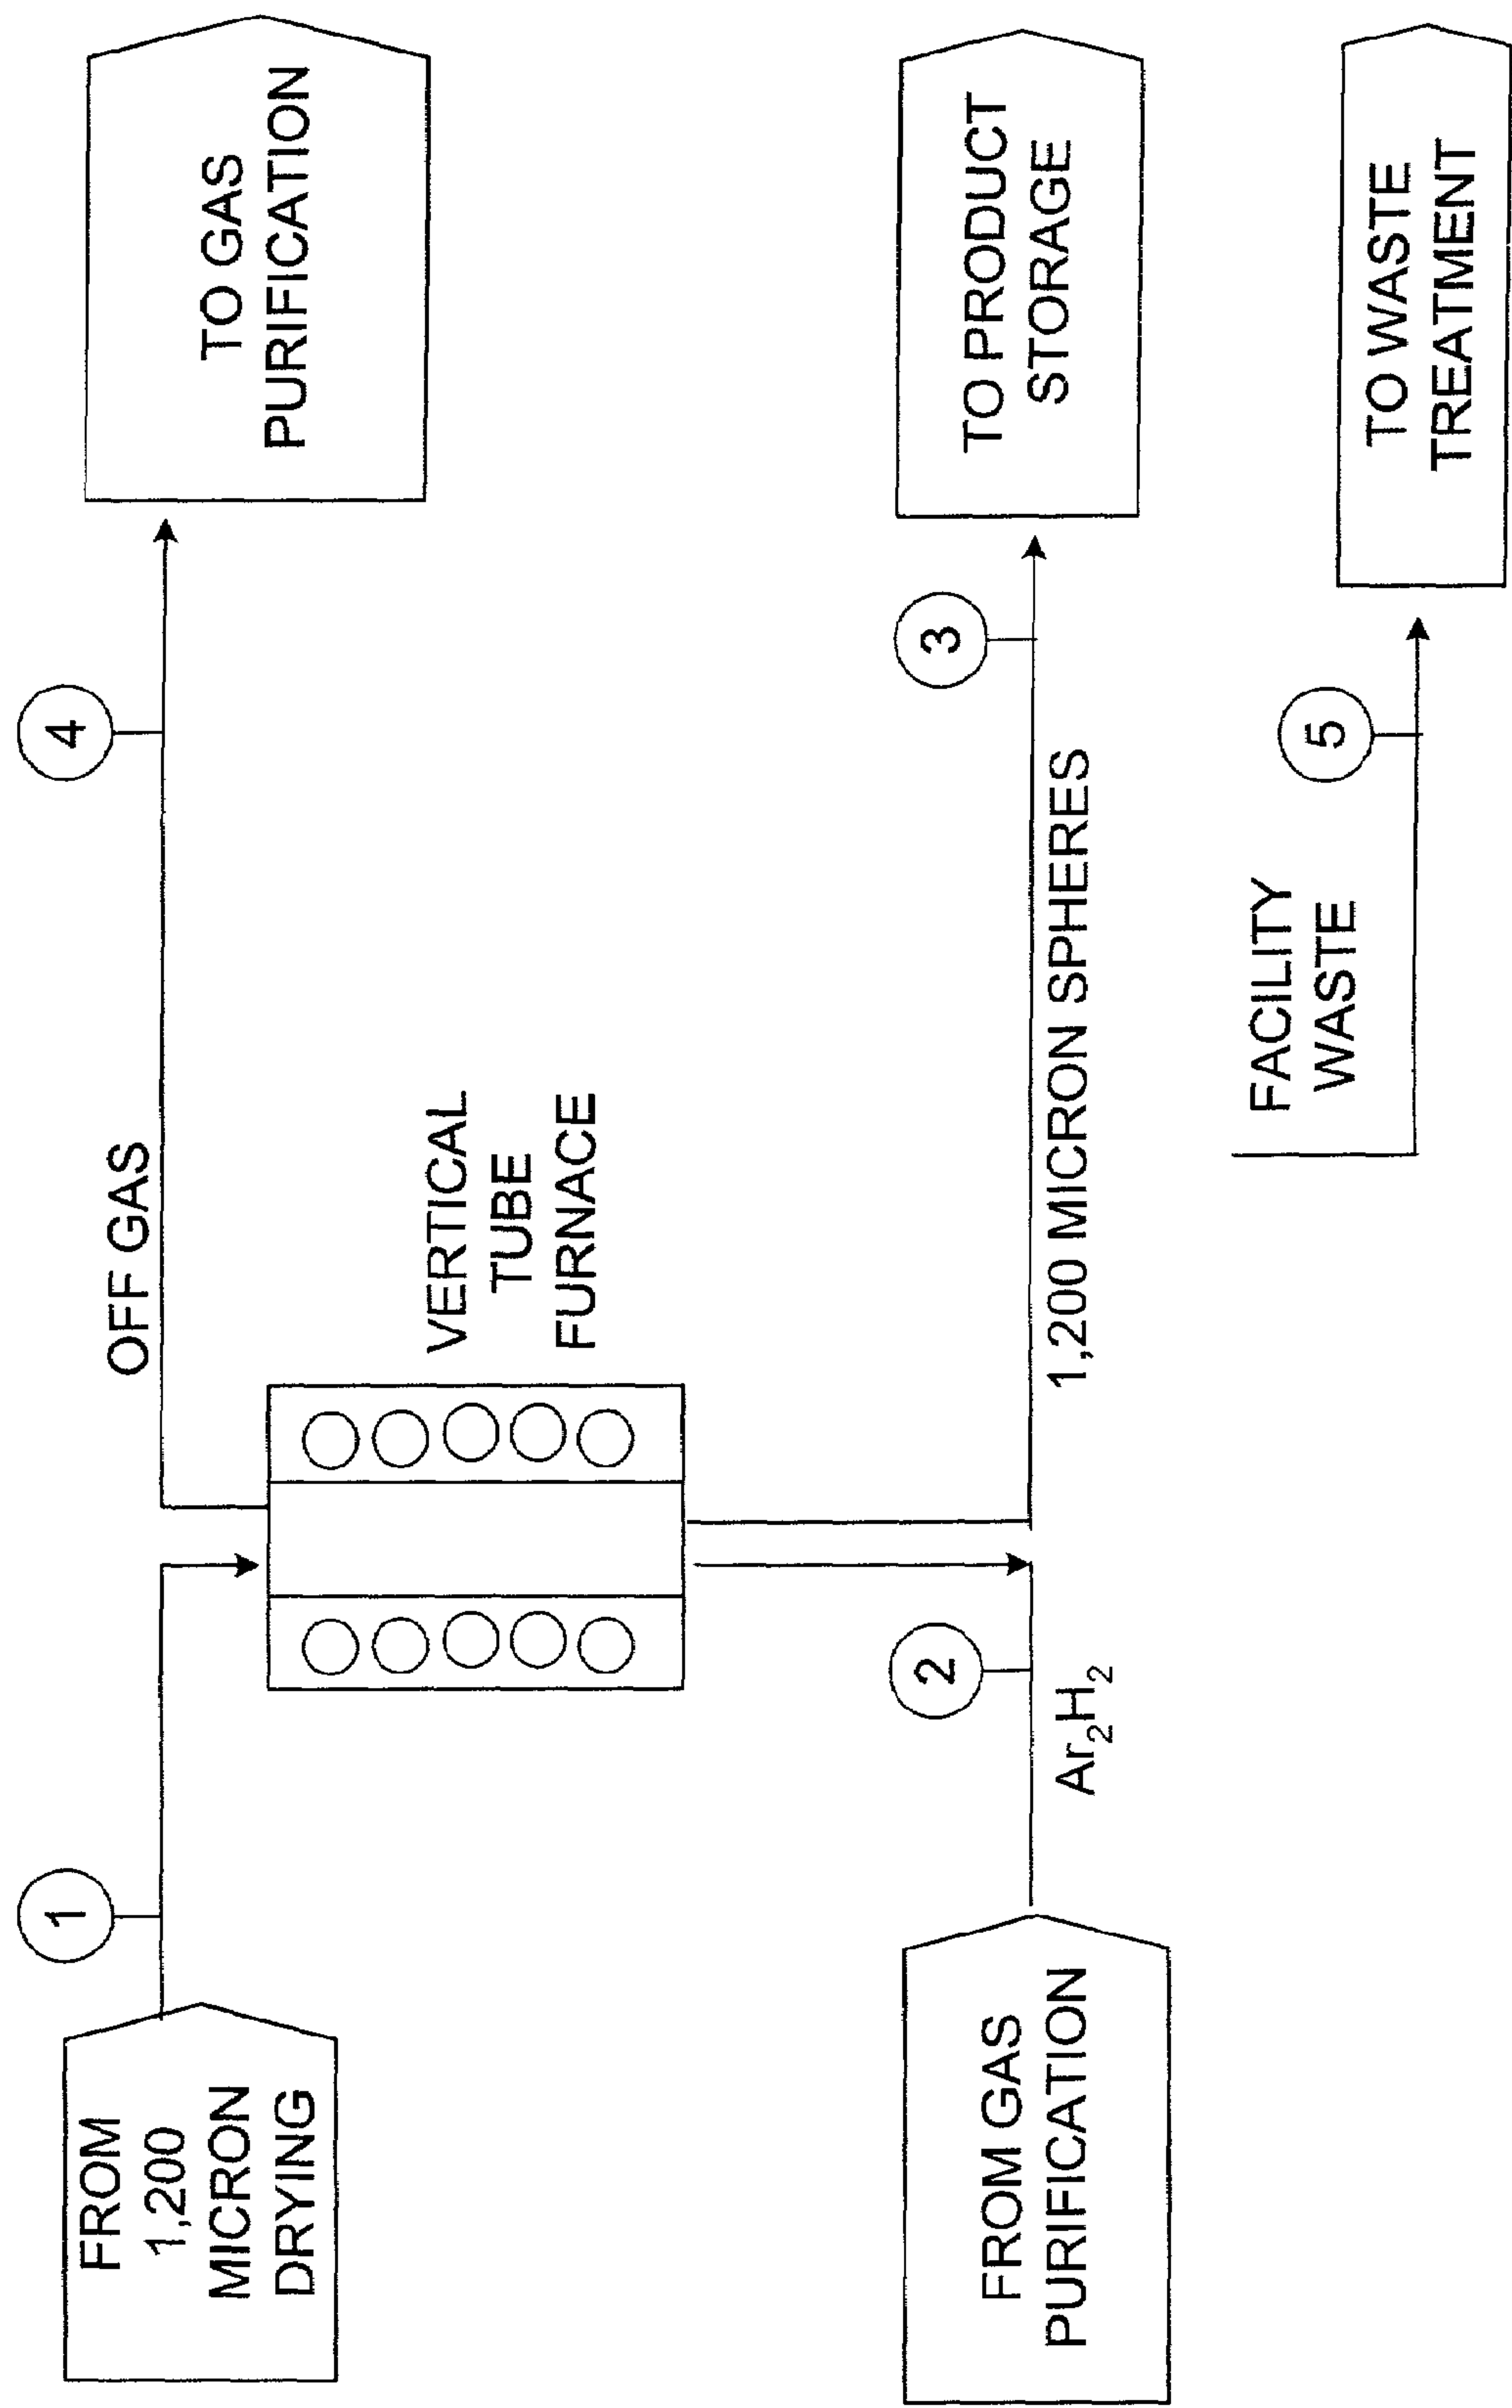 1
FROM
1,200
MICRON
DRYING
OFF GAS
4
TO GAS
PURIFICATION
VERTICAL
TUBE
FURNACE
FROM GAS
PURIFICATION
2
Ar₂H₂
1,200 MICRON SPHERES
3
TO PRODUCT
STORAGE
FACILITY
WASTE
5
TO WASTE
TREATMENT